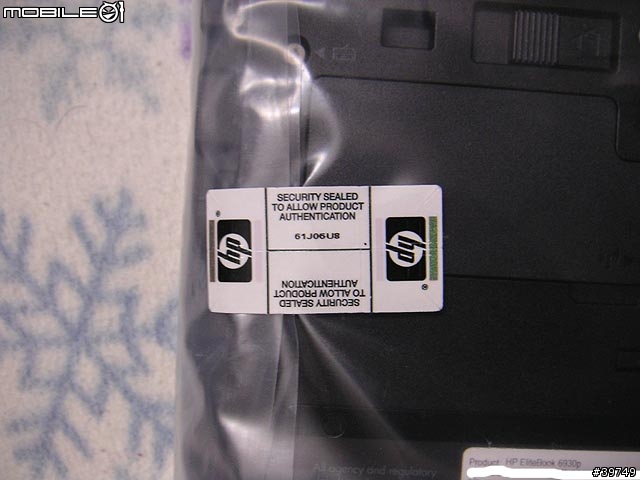 MOBILE01
SECURITY SEALED
TO ALLOW PRODUCT
AUTHENTICATION
61J06U8
SECURITY SEALED
TO ALLOW PRODUCT
AUTHENTICATION
hp
hp
Product HP EliteBook 6930p
All agency and regulatory
#39749